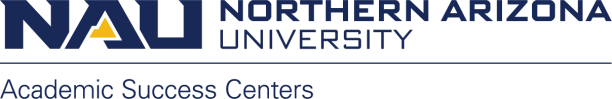 NAU NORTHERN ARIZONA
UNIVERSITY
Academic Success Centers